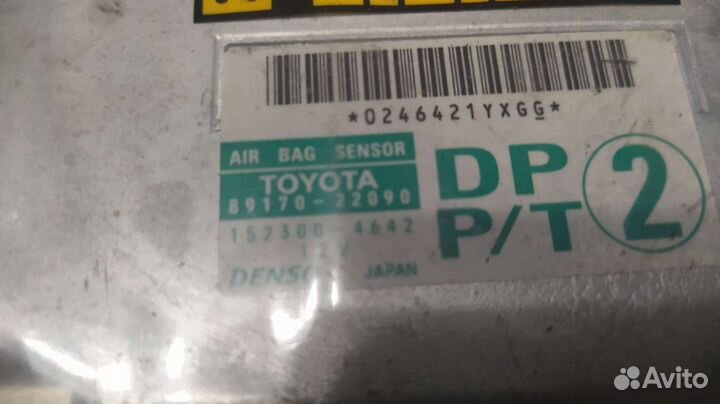 *0246421YXGG*
AIR BAG SENSOR
TOYOTA
89170-22090
152300-4642
12V
DENSO JAPAN
DP
P/T
2
Avito